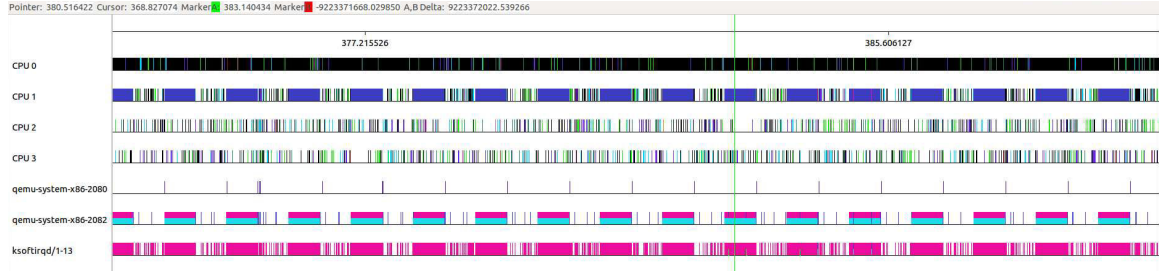 Pointer: 380.516422 Cursor: 368.827074 Marker A: 383.140434 Marker B: -9223371668.029850 A,B Delta: 9223372022.539266
377.215526 385.606127
CPU 0
CPU 1
CPU 2
CPU 3
qemu-system-x86-2080
qemu-system-x86-2082
ksoftirqd/1-13